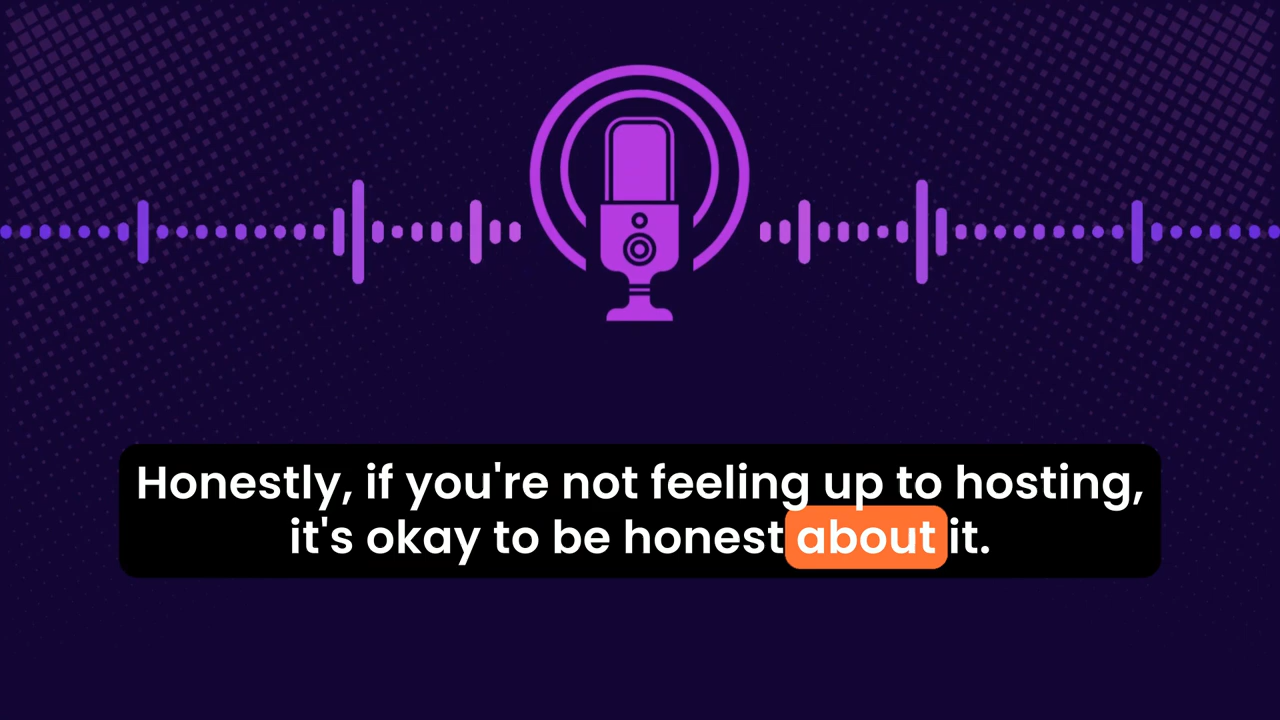 Honestly, if you're not feeling up to hosting,
it's okay to be honest about it.